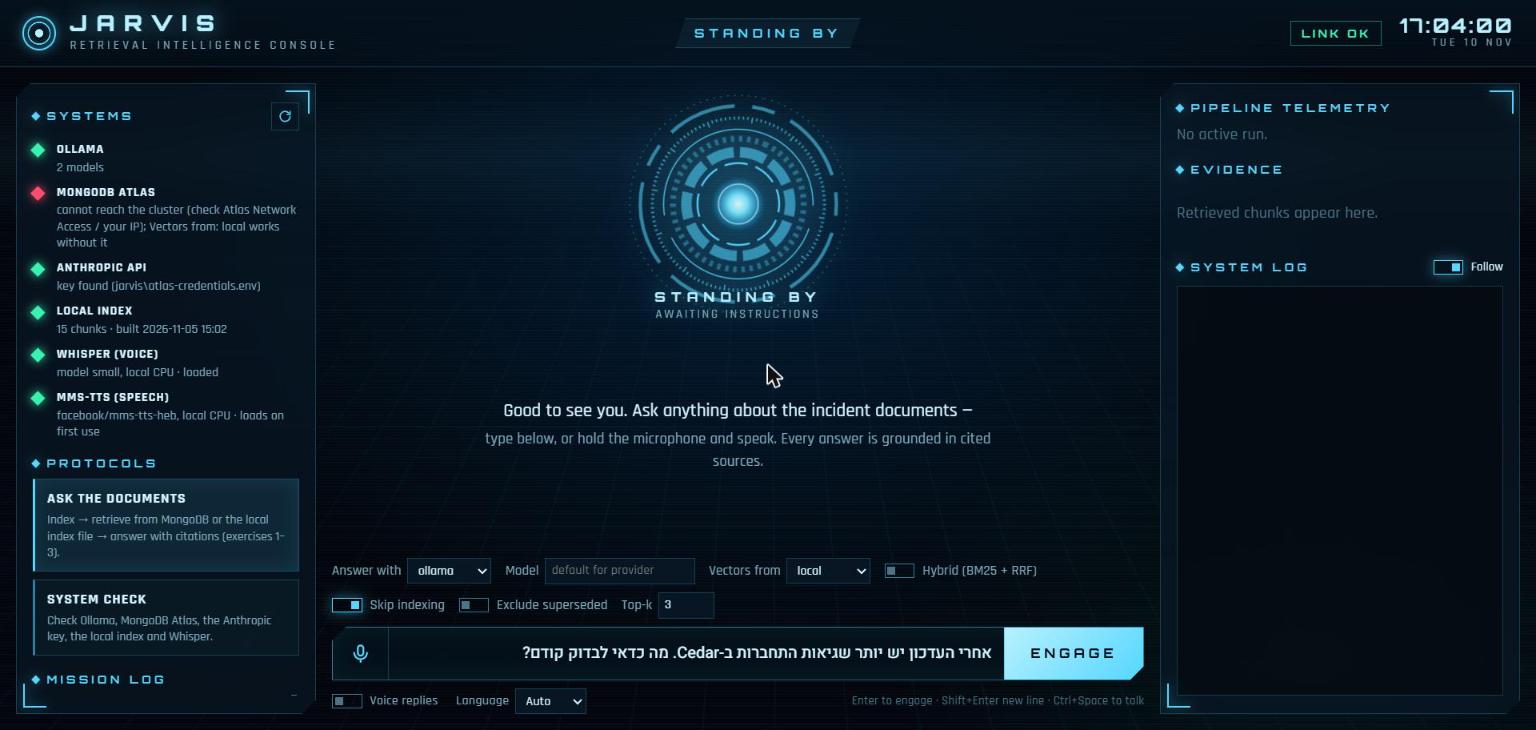 JARVIS
RETRIEVAL INTELLIGENCE CONSOLE
STANDING BY
LINK OK
17:04:00
TUE 10 NOV
SYSTEMS
OLLAMA
2 models
MONGODB ATLAS
cannot reach the cluster (check Atlas Network
Access / your IP); Vectors from: local works
without it
ANTHROPIC API
key found (jarvis\atlas-credentials.env)
LOCAL INDEX
15 chunks · built 2026-11-05 15:02
WHISPER (VOICE)
model small, local CPU · loaded
MMS-TTS (SPEECH)
facebook/mms-tts-heb, local CPU · loads on
first use
PROTOCOLS
ASK THE DOCUMENTS
Index → retrieve from MongoDB or the local
index file → answer with citations (exercises 1–
3).
SYSTEM CHECK
Check Ollama, MongoDB Atlas, the Anthropic
key, the local index and Whisper.
MISSION LOG
–
STANDING BY
AWAITING INSTRUCTIONS
Good to see you. Ask anything about the incident documents —
type below, or hold the microphone and speak. Every answer is grounded in cited
sources.
Answer with ollama Model default for provider Vectors from local Hybrid (BM25 + RRF)
Skip indexing Exclude superseded Top-k 3
אחרי העדכון יש יותר שגיאות התחברות ב-Cedar. מה כדאי לבדוק קודם?
ENGAGE
Voice replies Language Auto
Enter to engage · Shift+Enter new line · Ctrl+Space to talk
PIPELINE TELEMETRY
No active run.
EVIDENCE
Retrieved chunks appear here.
SYSTEM LOG
Follow